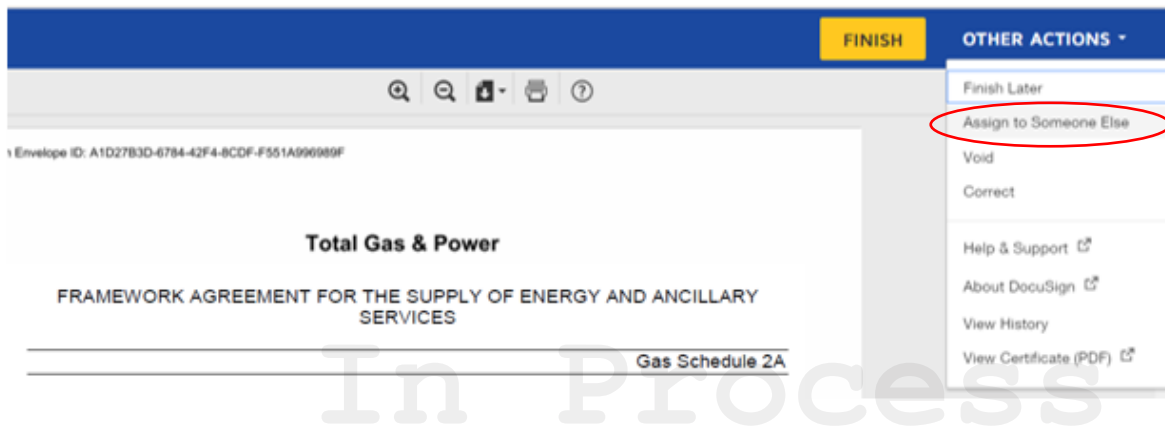 FINISH
OTHER ACTIONS
Finish Later
Assign to Someone Else
Void
Correct
Help & Support
About DocuSign
View History
View Certificate (PDF)
Envelope ID: A1D27B3D-6784-42F4-8CDF-F551A996989F
Total Gas & Power
FRAMEWORK AGREEMENT FOR THE SUPPLY OF ENERGY AND ANCILLARY
SERVICES
Gas Schedule 2A
In Process